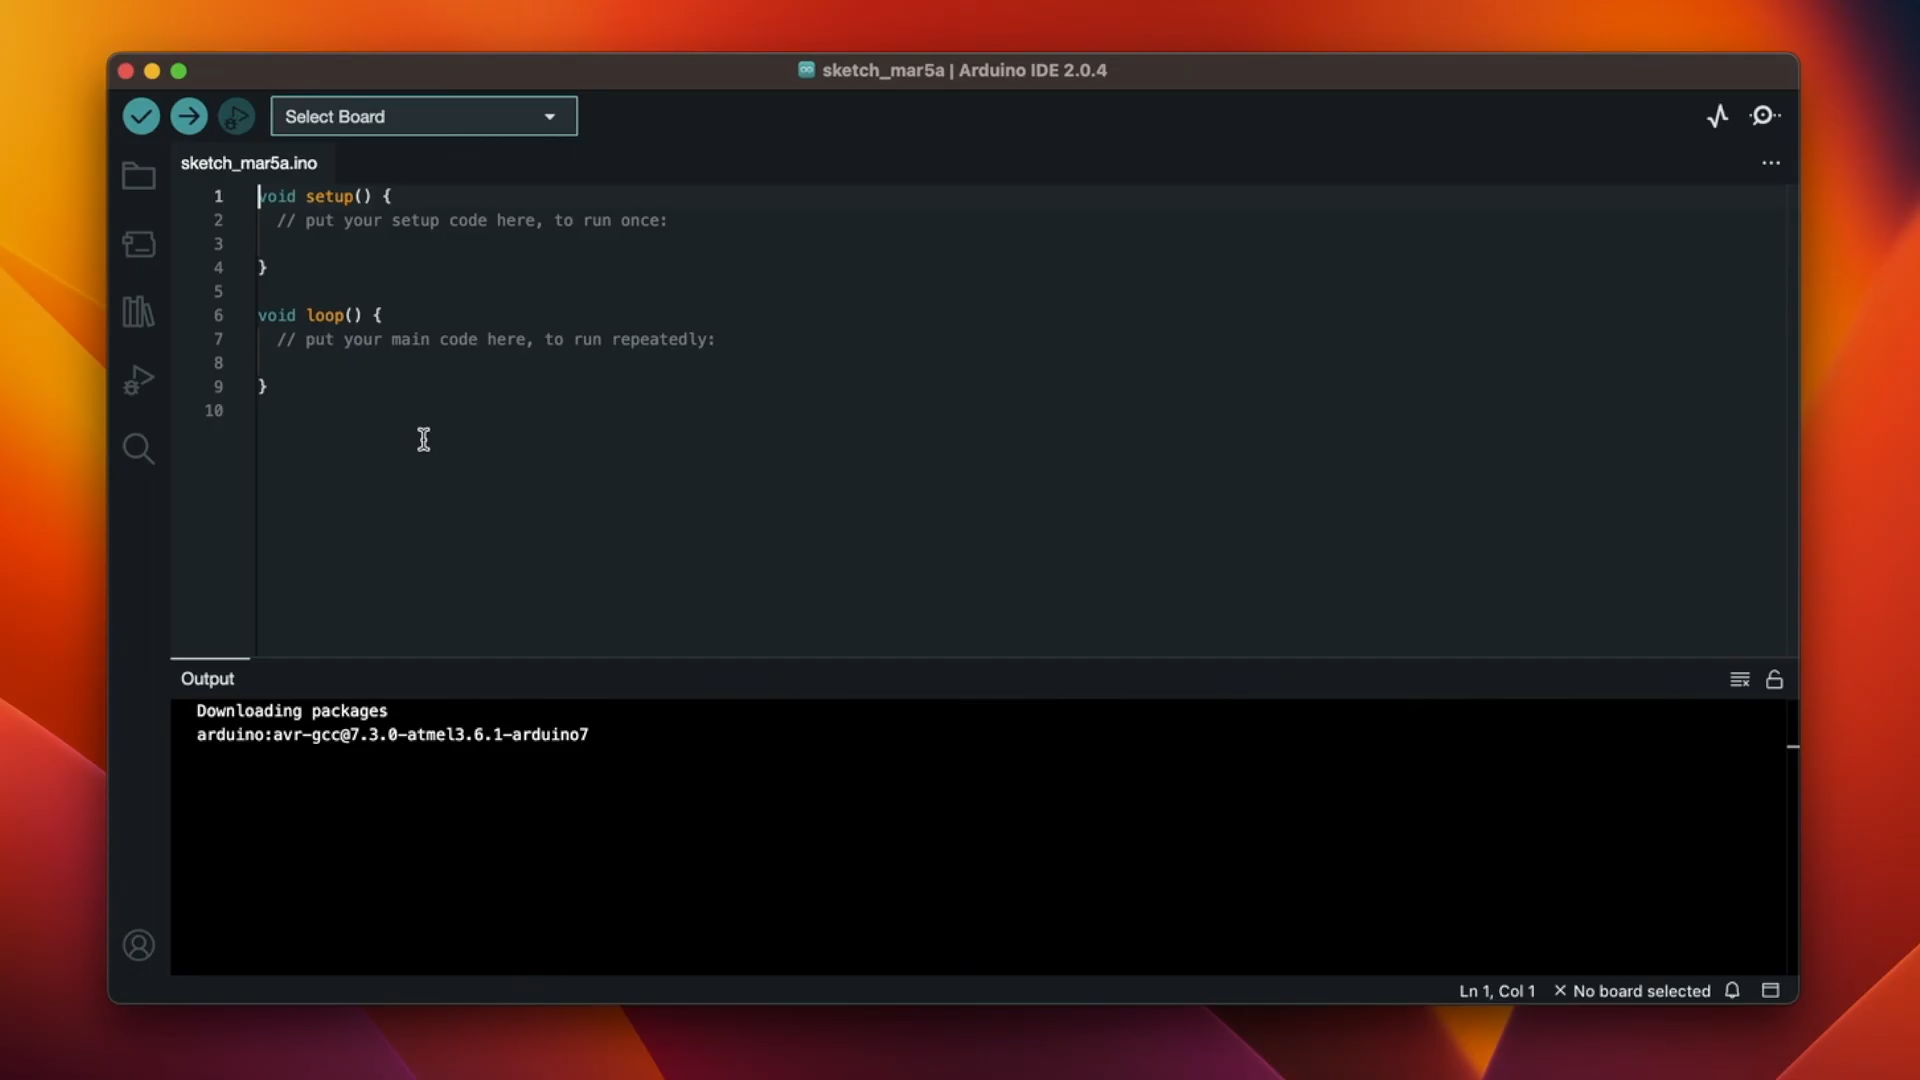 sketch_mar5a | Arduino IDE 2.0.4
Select Board
sketch_mar5a.ino
1 void setup() {
2 // put your setup code here, to run once:
3
4 }
5
6 void loop() {
7 // put your main code here, to run repeatedly:
8
9 }
10
Output
Downloading packages
arduino:avr-gcc@7.3.0-atmel3.6.1-arduino7
Ln 1, Col 1 × No board selected